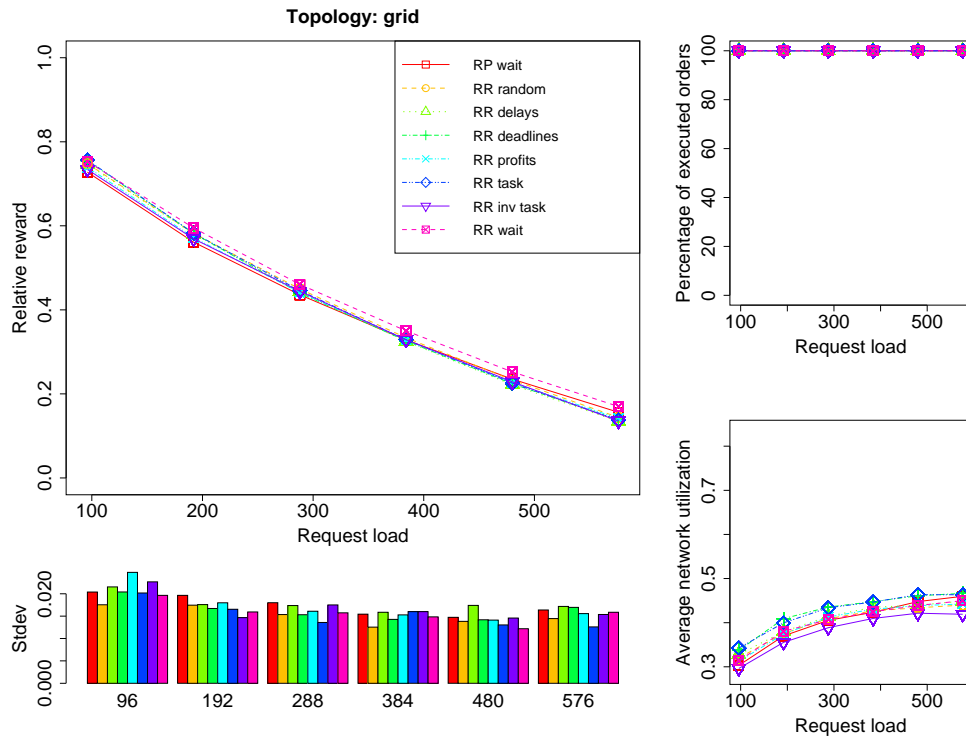 Topology: grid
Relative reward
1.0
0.8
0.6
0.4
0.2
0.0
RP wait
RR random
RR delays
RR deadlines
RR profits
RR task
RR inv task
RR wait
100 200 300 400 500
Request load
Stdev
0.020
0.000
96 192 288 384 480 576
Percentage of executed orders
100
80
60
40
20
0
100 300 500
Request load
Average network utilization
0.7
0.5
0.3
100 300 500
Request load